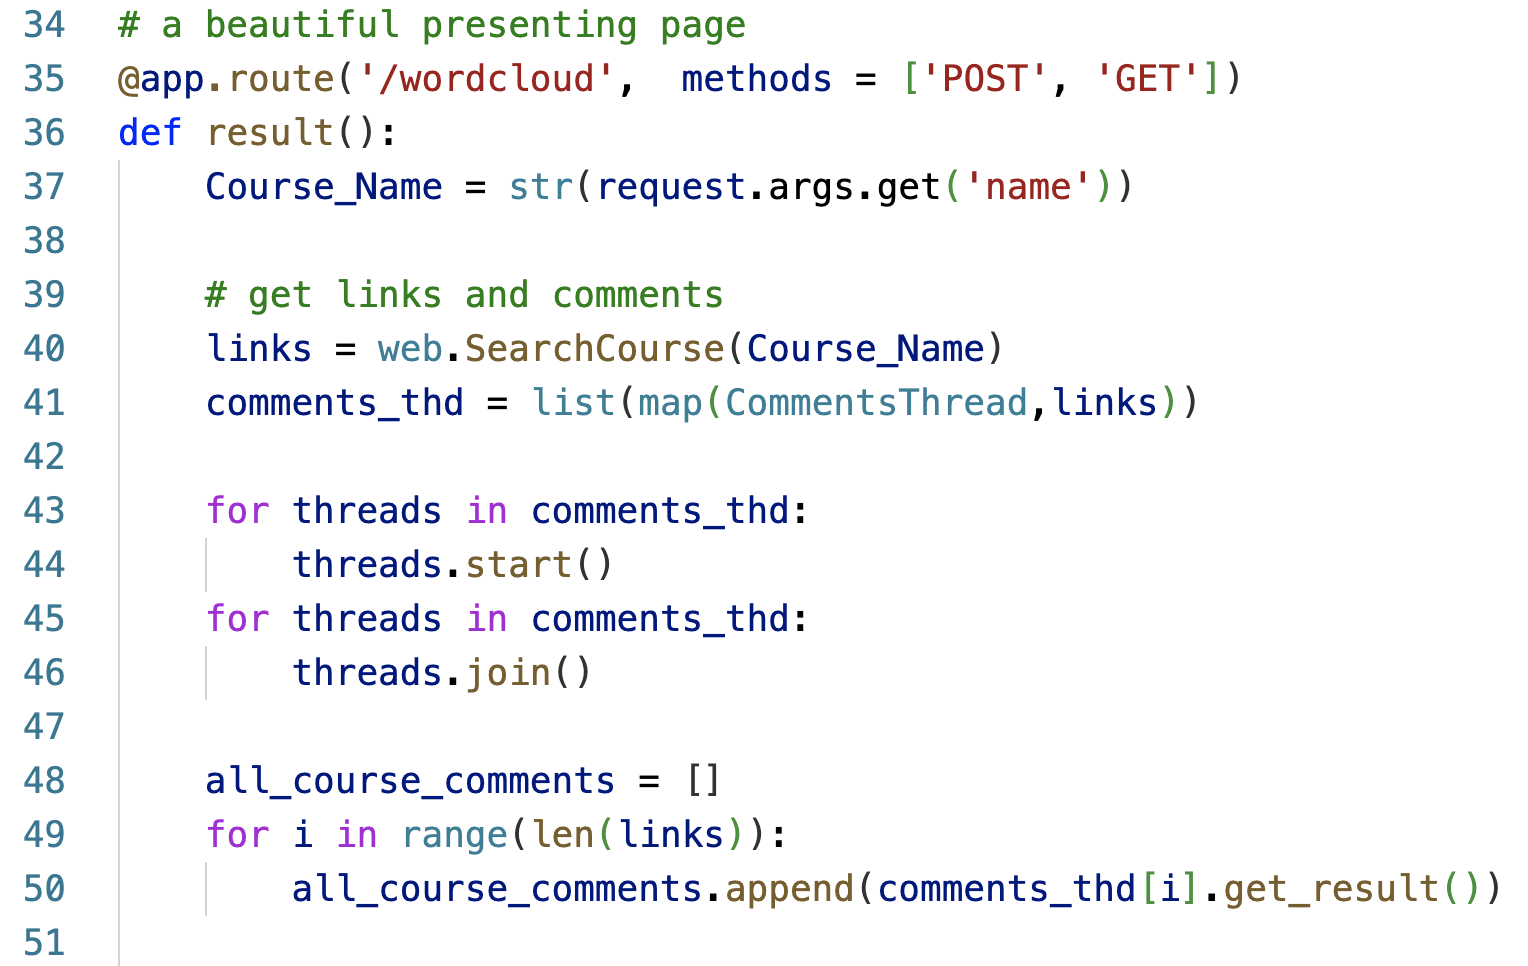 34 # a beautiful presenting page
35 @app.route('/wordcloud',  methods = ['POST', 'GET'])
36 def result():
37     Course_Name = str(request.args.get('name'))
38
39     # get links and comments
40     links = web.SearchCourse(Course_Name)
41     comments_thd = list(map(CommentsThread,links))
42
43     for threads in comments_thd:
44         threads.start()
45     for threads in comments_thd:
46         threads.join()
47
48     all_course_comments = []
49     for i in range(len(links)):
50         all_course_comments.append(comments_thd[i].get_result())
51